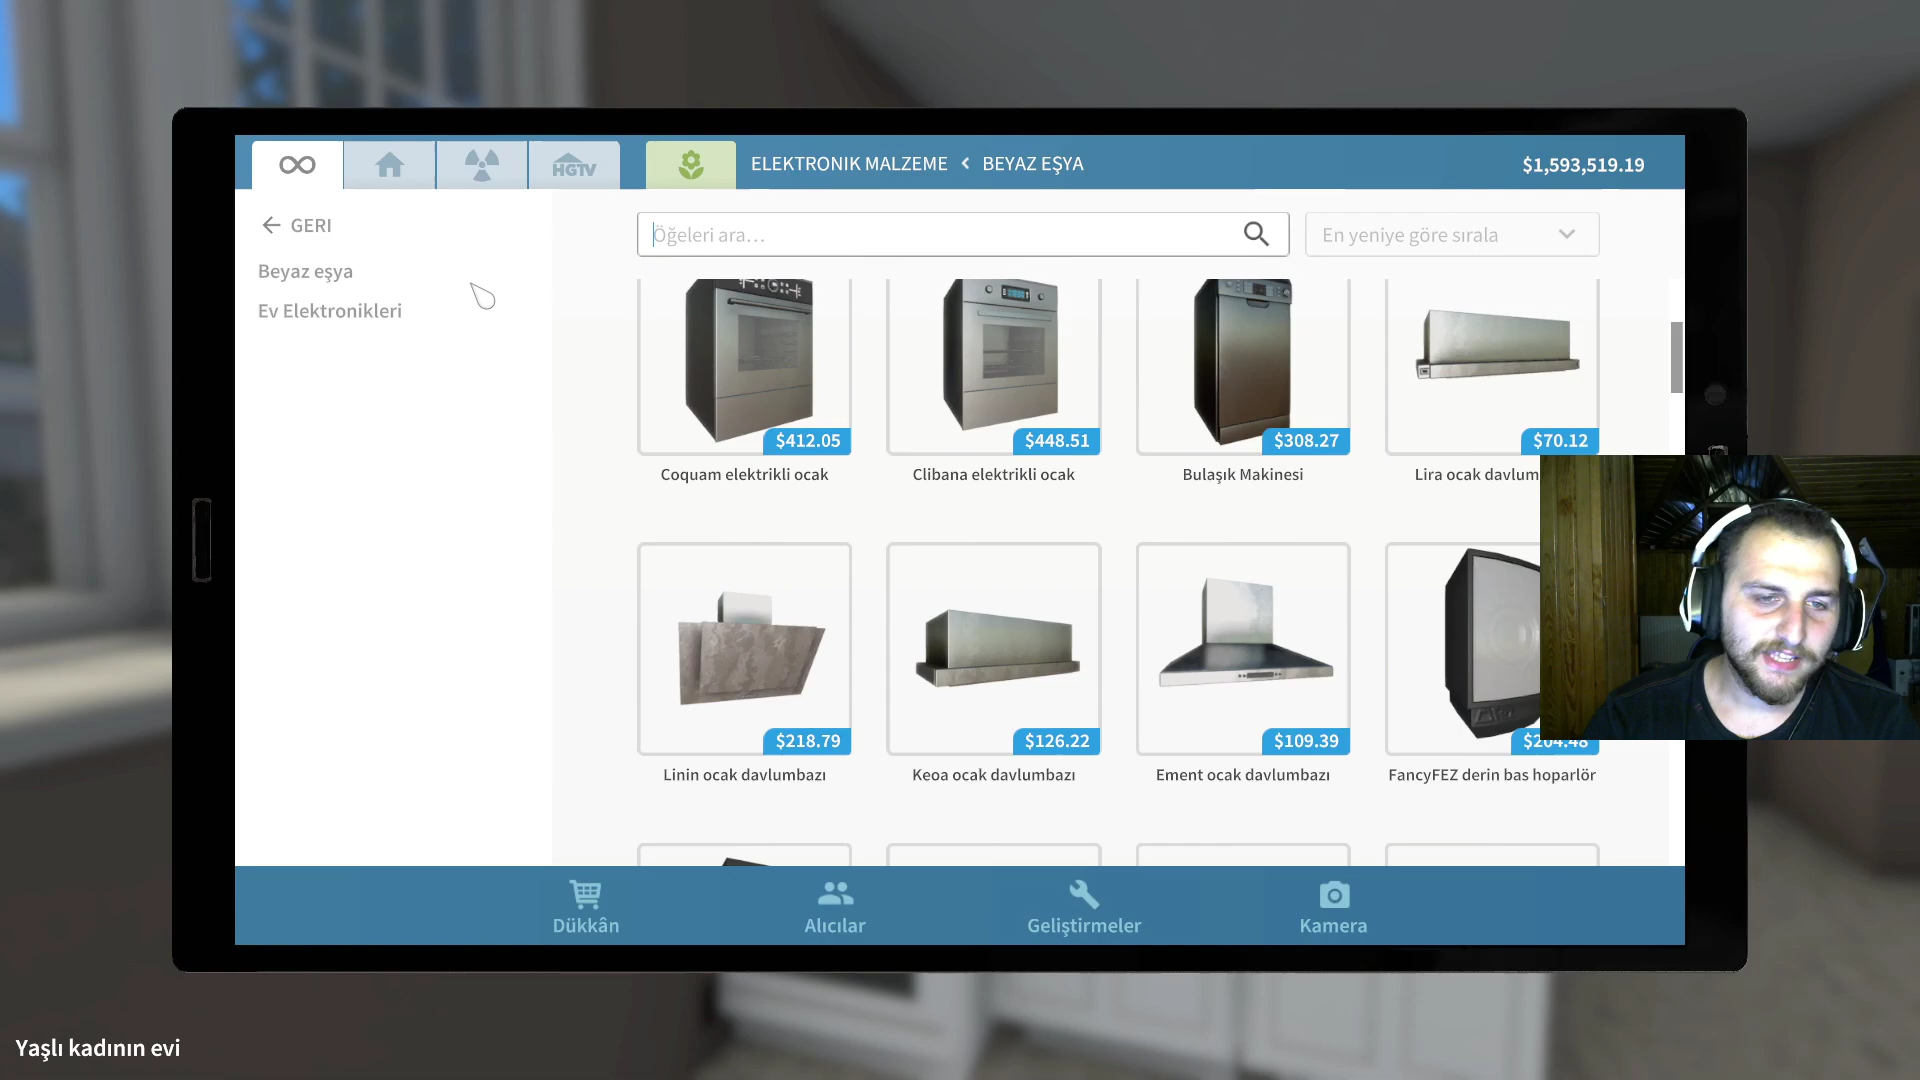 HGTV
ELEKTRONIK MALZEME < BEYAZ EŞYA
$1,593,519.19
← GERI
Beyaz eşya
Ev Elektronikleri
Öğeleri ara...
En yeniye göre sırala
$412.05
$448.51
$308.27
$70.12
Coquam elektrikli ocak
Clibana elektrikli ocak
Bulaşık Makinesi
Lira ocak
$218.79
$126.22
$109.39
$204.48
Linin ocak davlumbazı
Keoa ocak davlumbazı
Ement ocak davlumbazı
FancyFEZ derin bas hoparlör
Dükkân
Alıcılar
Geliştirmeler
Kamera
Yaşlı kadının evi